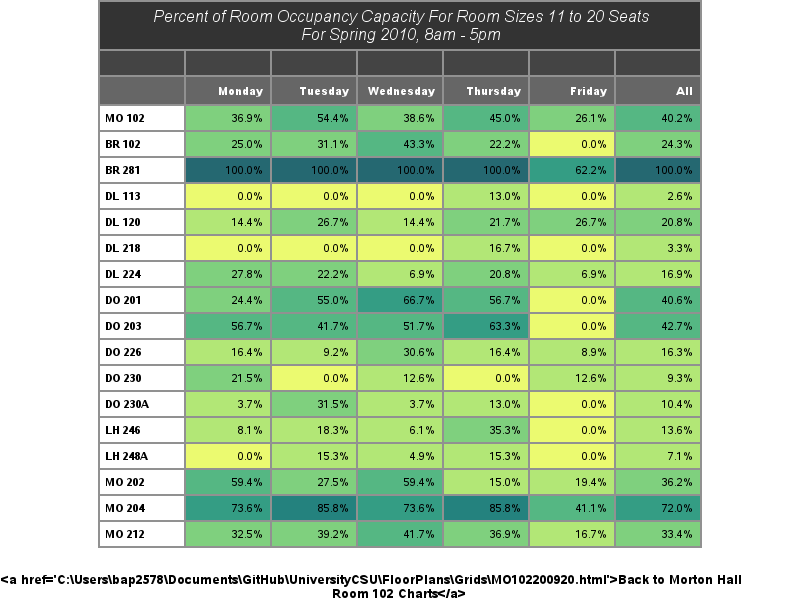 Percent of Room Occupancy Capacity For Room Sizes 11 to 20 Seats
For Spring 2010, 8am - 5pm
Monday Tuesday Wednesday Thursday Friday All
MO 102 36.9% 54.4% 38.6% 45.0% 26.1% 40.2%
BR 102 25.0% 31.1% 43.3% 22.2% 0.0% 24.3%
BR 281 100.0% 100.0% 100.0% 100.0% 62.2% 100.0%
DL 113 0.0% 0.0% 0.0% 13.0% 0.0% 2.6%
DL 120 14.4% 26.7% 14.4% 21.7% 26.7% 20.8%
DL 218 0.0% 0.0% 0.0% 16.7% 0.0% 3.3%
DL 224 27.8% 22.2% 6.9% 20.8% 6.9% 16.9%
DO 201 24.4% 55.0% 66.7% 56.7% 0.0% 40.6%
DO 203 56.7% 41.7% 51.7% 63.3% 0.0% 42.7%
DO 226 16.4% 9.2% 30.6% 16.4% 8.9% 16.3%
DO 230 21.5% 0.0% 12.6% 0.0% 12.6% 9.3%
DO 230A 3.7% 31.5% 3.7% 13.0% 0.0% 10.4%
LH 246 8.1% 18.3% 6.1% 35.3% 0.0% 13.6%
LH 248A 0.0% 15.3% 4.9% 15.3% 0.0% 7.1%
MO 202 59.4% 27.5% 59.4% 15.0% 19.4% 36.2%
MO 204 73.6% 85.8% 73.6% 85.8% 41.1% 72.0%
MO 212 32.5% 39.2% 41.7% 36.9% 16.7% 33.4%
<a href='C:\Users\bap2578\Documents\GitHub\UniversityCSU\FloorPlans\Grids\MO102200920.html'>Back to Morton Hall
Room 102 Charts</a>